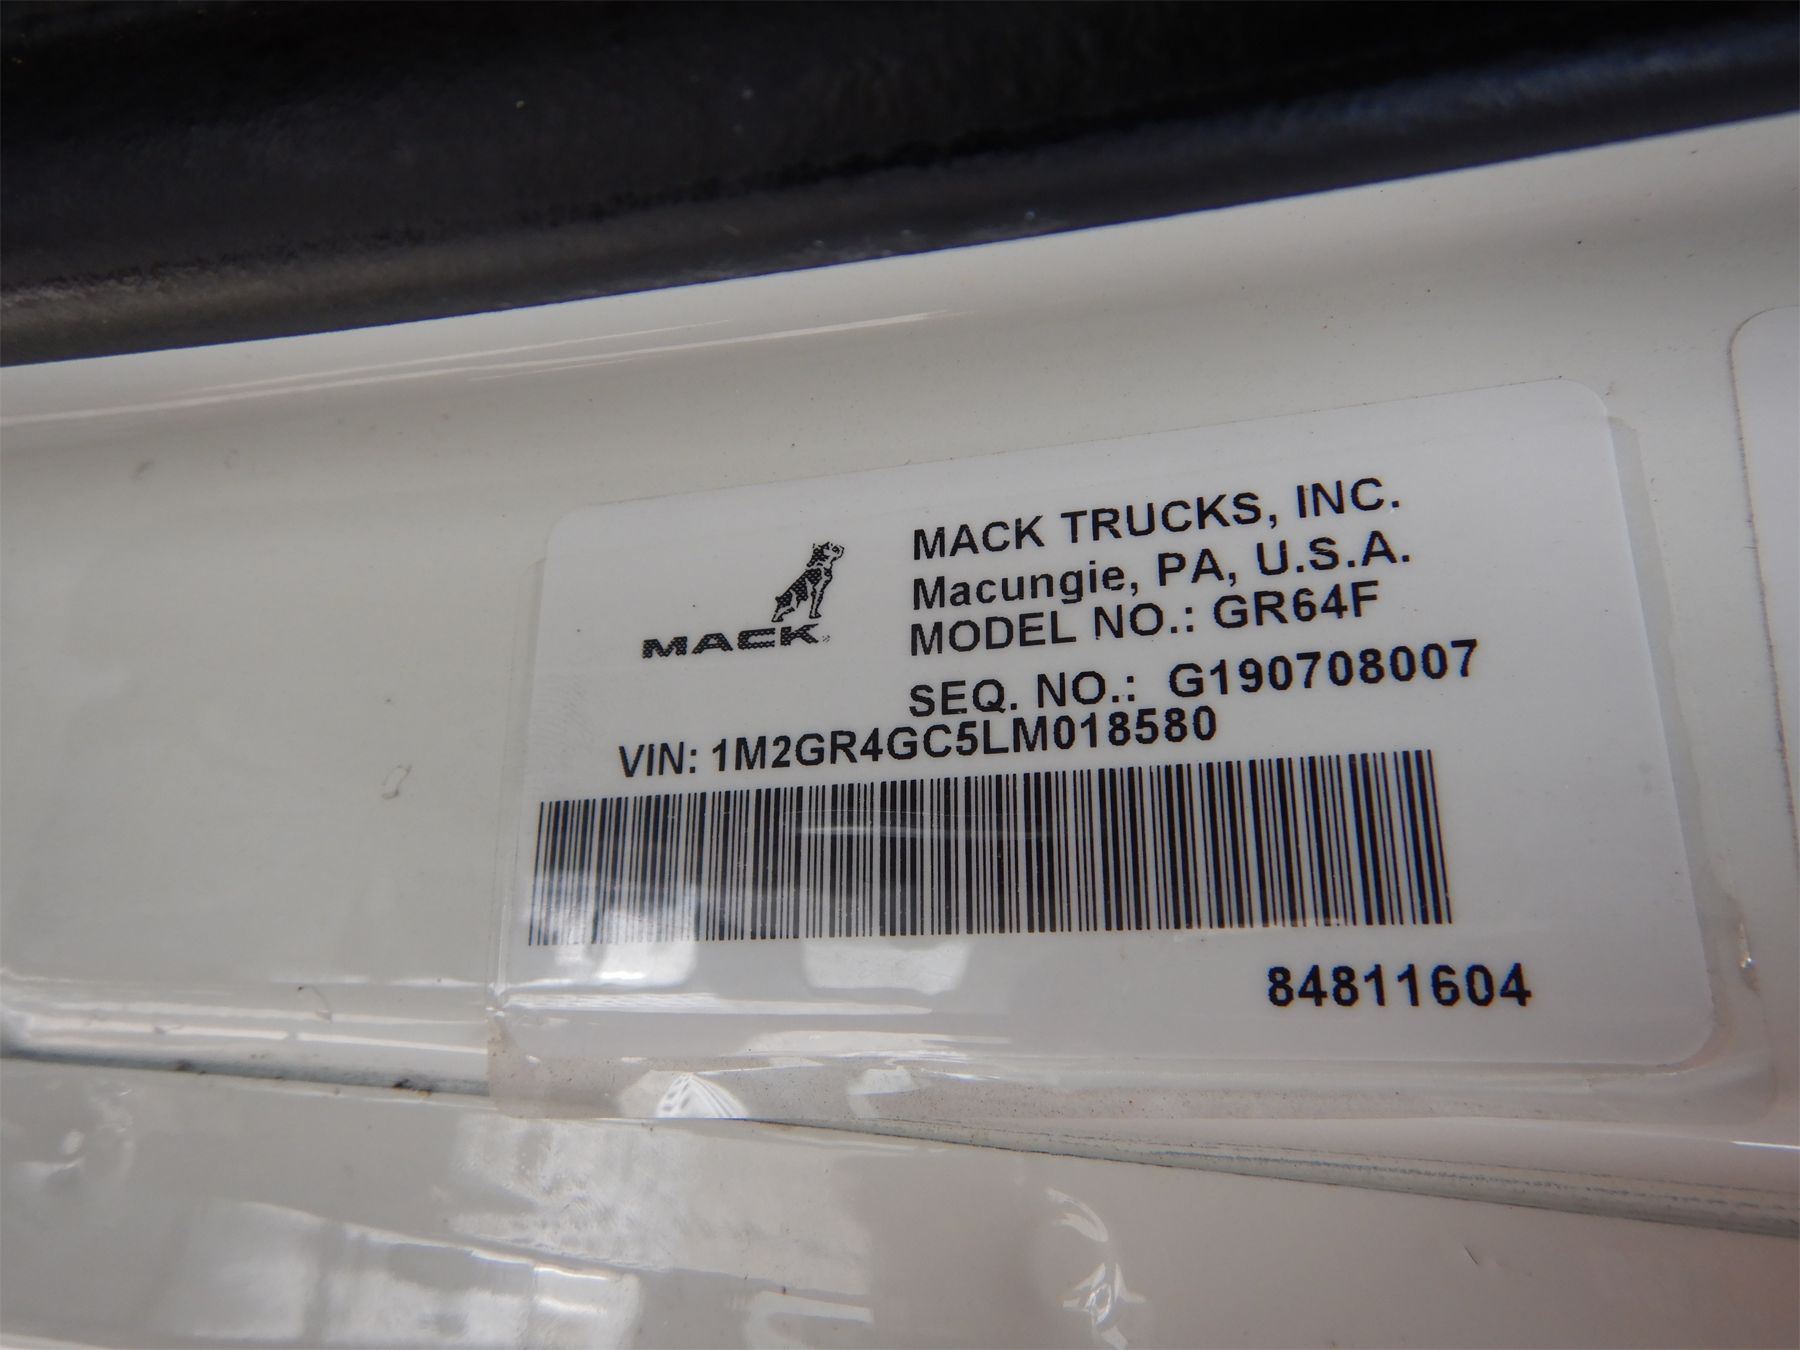 MACK TRUCKS, INC.
Macungie, PA, U.S.A.
MODEL NO.: GR64F
MACK
SEQ. NO.: G190708007
VIN: 1M2GR4GC5LM018580
84811604